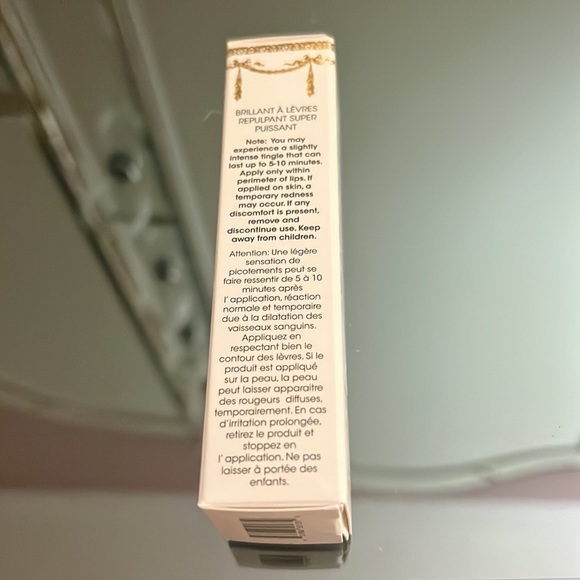 BRILLANT À LÈVRES
REPULPANT SUPER
PUISSANT
Note: You may
experience a slightly
intense tingle that can
last up to 5-10 minutes.
Apply only within
perimeter of lips. If
applied on skin, a
temporary redness
may occur. If any
discomfort is present,
remove and
discontinue use. Keep
away from children.
Attention: Une légère
sensation de
picotements peut se
faire ressentir de 5 à 10
minutes après
l' application, réaction
normale et temporaire
due à la dilatation des
vaisseaux sanguins.
Appliquez en
respectant bien le
contour des lèvres. Si le
produit est appliqué
sur la peau, la peau
peut laisser apparaitre
des rougeurs diffuses,
temporairement. En cas
d'irritation prolongée,
retirez le produit et
stoppez en
l' application. Ne pas
laisser à portée des
enfants.